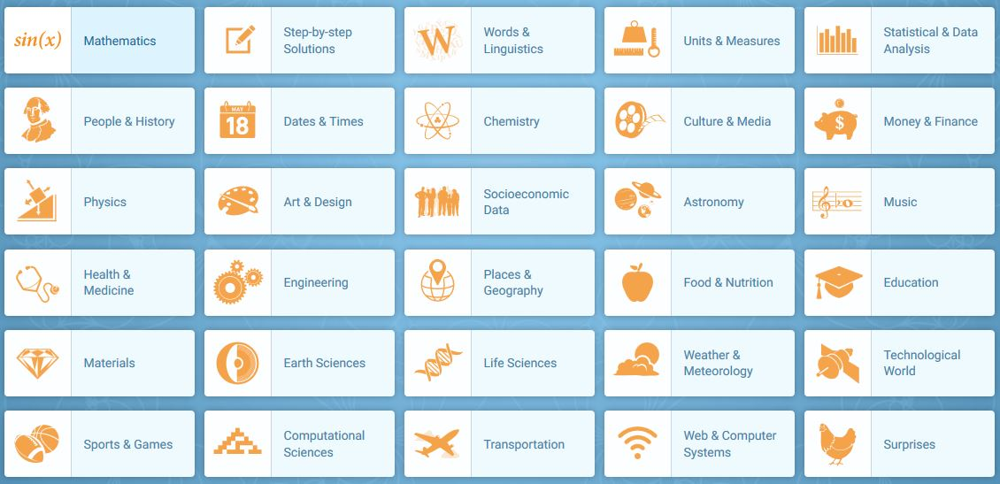 sin(x)
Mathematics
Step-by-step
Solutions
W
Words &
Linguistics
Units & Measures
Statistical & Data
Analysis
People & History
MAY
18
Dates & Times
Chemistry
Culture & Media
$
Money & Finance
Physics
Art & Design
Socioeconomic
Data
Astronomy
Music
Health &
Medicine
Engineering
Places &
Geography
Food & Nutrition
Education
Materials
Earth Sciences
Life Sciences
Weather &
Meteorology
Technological
World
Sports & Games
Computational
Sciences
Transportation
Web & Computer
Systems
Surprises